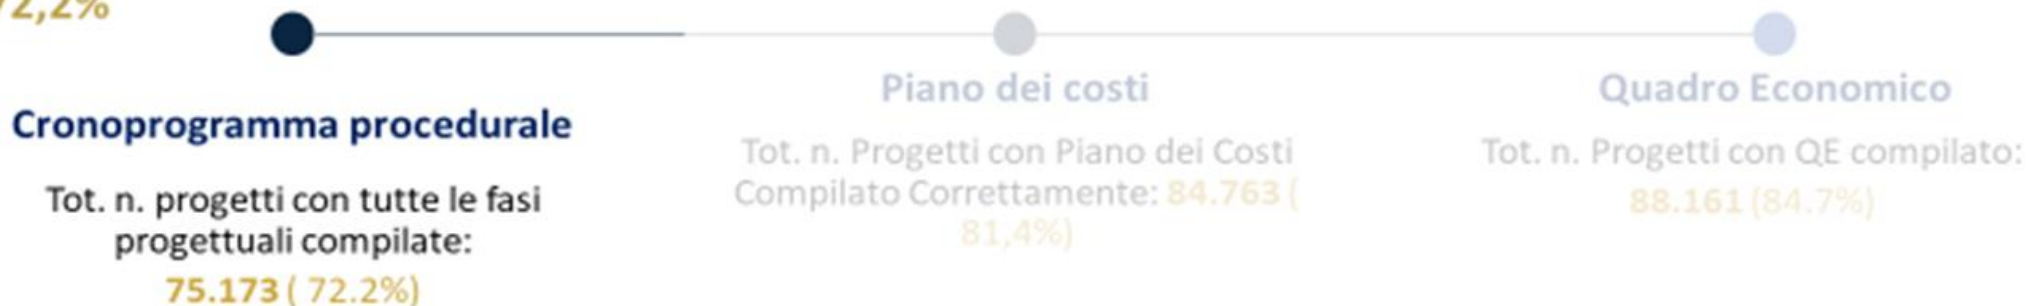 72,2%
Cronoprogramma procedurale
Tot. n. progetti con tutte le fasi
progettuali compilate:
75.173 ( 72.2%)
Piano dei costi
Tot. n. Progetti con Piano dei Costi
Compilato Correttamente: 84.763 (
81,4%)
Quadro Economico
Tot. n. Progetti con QE compilato:
88.161 (84.7%)